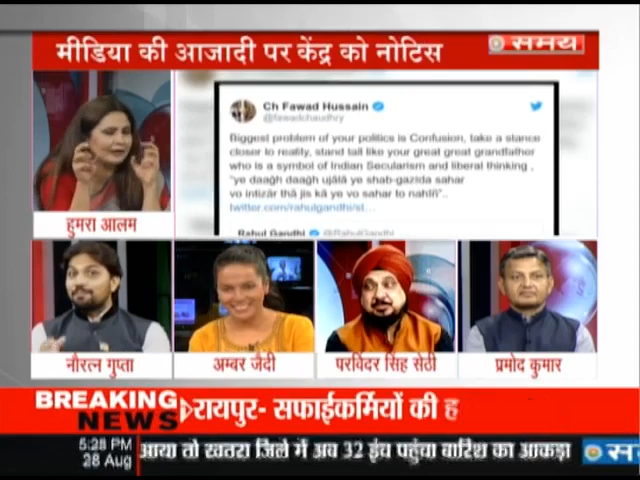 मीडिया की आजादी पर केंद्र को नोटिस
समय
Ch Fawad Hussain
@fawadchaudhry
Biggest problem of your politics is Confusion, take a stance
closer to reality, stand tall like your great great grandfather
who is a symbol of Indian Secularism and liberal thinking ,
"ye daaġh daaġh ujālā ye shab-gazīda sahar
vo intizār thā jis kā ye vo sahar to nahīñ"..
twitter.com/rahulgandhi/st...
Rahul Gandhi @RahulGandhi
हुमरा आलम
नौरत्न गुप्ता
अम्बर जैदी
परविंदर सिंह सेठी
प्रमोद कुमार
BREAKING
NEWS
रायपुर- सफाईकर्मियों की ह
5:28 PM
28 Aug
आया तो खतरा जिले में अब 32 इंच पहुंचा बारिश का आकड़ा
सम